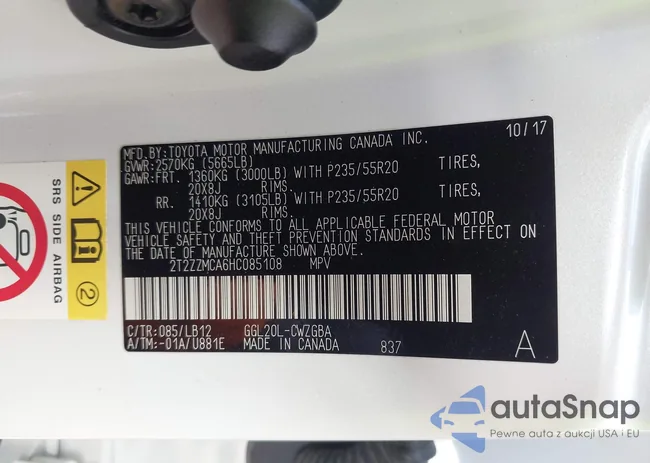 MFD.BY:TOYOTA MOTOR MANUFACTURING CANADA INC. 10/17
GVWR:2570KG (5665LB)
GAWR:FRT. 1360KG (3000LB) WITH P235/55R20 TIRES,
20X8J RIMS.
RR. 1410KG (3105LB) WITH P235/55R20 TIRES,
20X8J RIMS.
THIS VEHICLE CONFORMS TO ALL APPLICABLE FEDERAL MOTOR
VEHICLE SAFETY AND THEFT PREVENTION STANDARDS IN EFFECT ON
THE DATE OF MANUFACTURE SHOWN ABOVE.
2T2ZZMCA6HC085108 MPV
C/TR:085/LB12 GGL20L-CWZGBA
A/TM:-01A/U881E MADE IN CANADA 837 A
SRS SIDE AIRBAG
2
autaSnap
Pewne auta z aukcji USA i EU